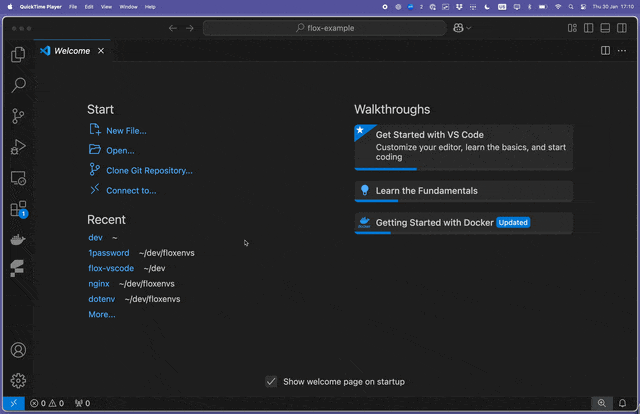 QuickTime Player File Edit View Window Help
2
US
Thu 30 Jan 17:10
flox-example
Welcome
Start
New File...
Open...
Clone Git Repository...
Connect to...
Recent
dev ~
1password ~/dev/floxenvs
flox-vscode ~/dev
nginx ~/dev/floxenvs
dotenv ~/dev/floxenvs
More...
Walkthroughs
Get Started with VS Code
Customize your editor, learn the basics, and start
coding
Learn the Fundamentals
Getting Started with Docker Updated
1
Show welcome page on startup
0 0 0